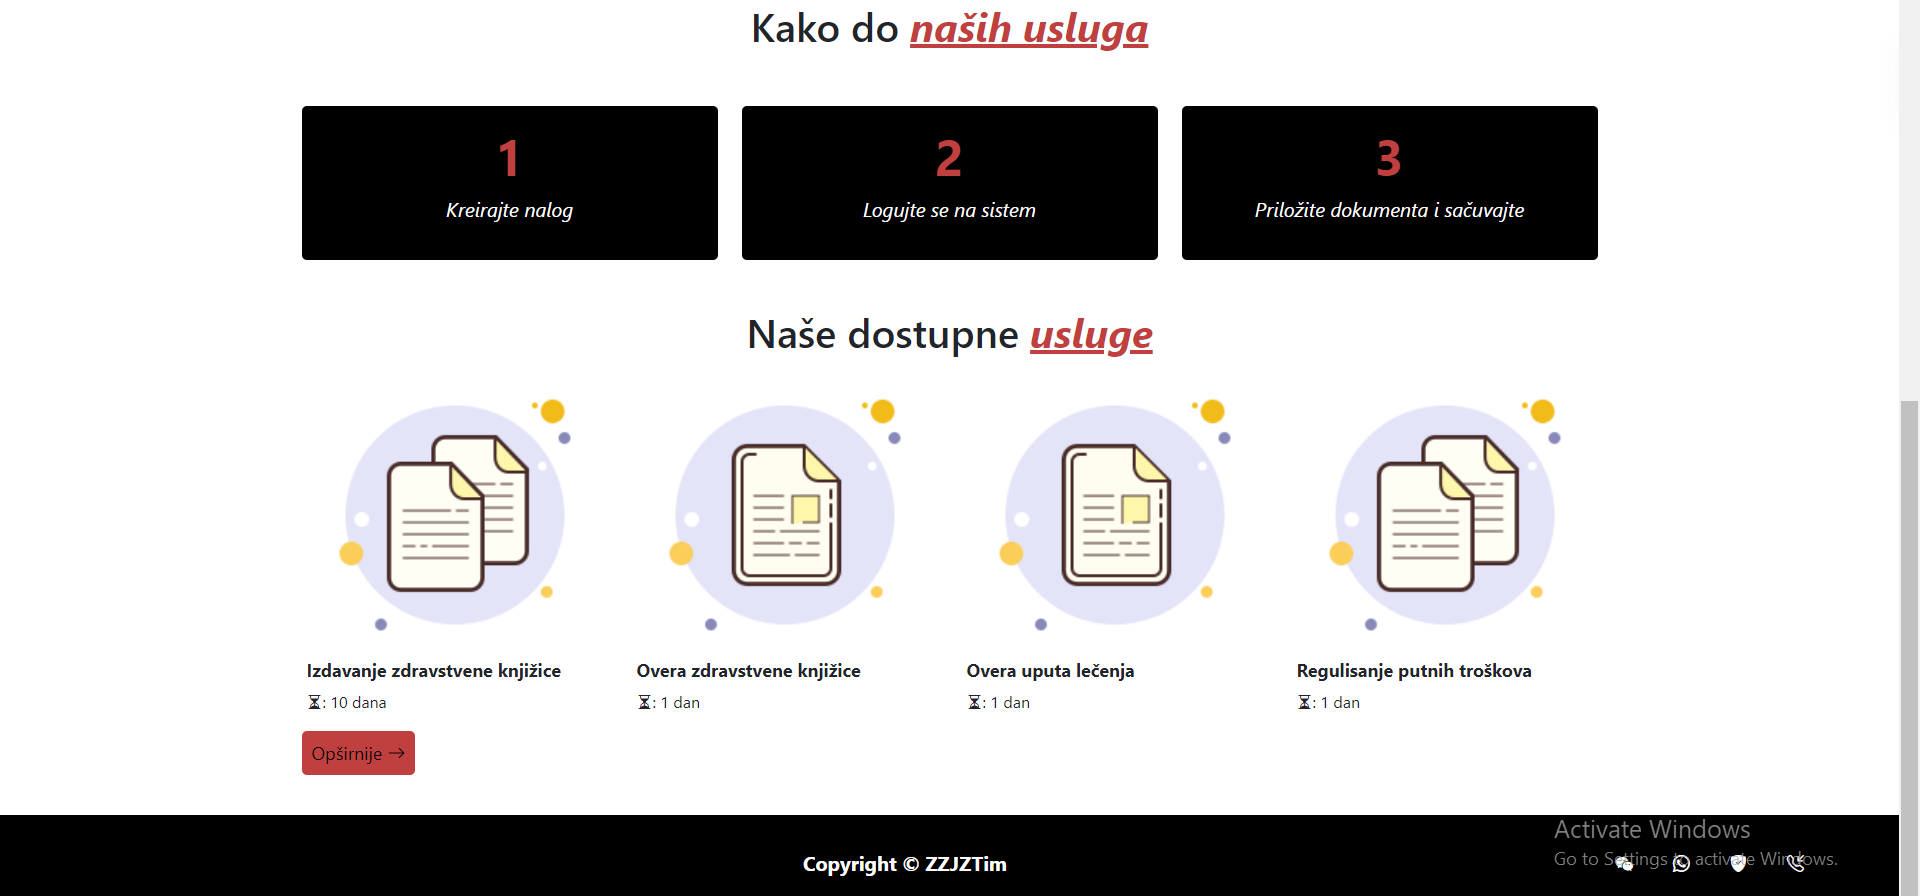 Kako do naših usluga
1
Kreirajte nalog
2
Logujte se na sistem
3
Priložite dokumenta i sačuvajte
Naše dostupne usluge
Izdavanje zdravstvene knjižice
⏳: 10 dana
Overa zdravstvene knjižice
⏳: 1 dan
Overa uputa lečenja
⏳: 1 dan
Regulisanje putnih troškova
⏳: 1 dan
Opširnije →
Copyright © ZZJZTim
Activate Windows
Go to Settings to activate Windows.